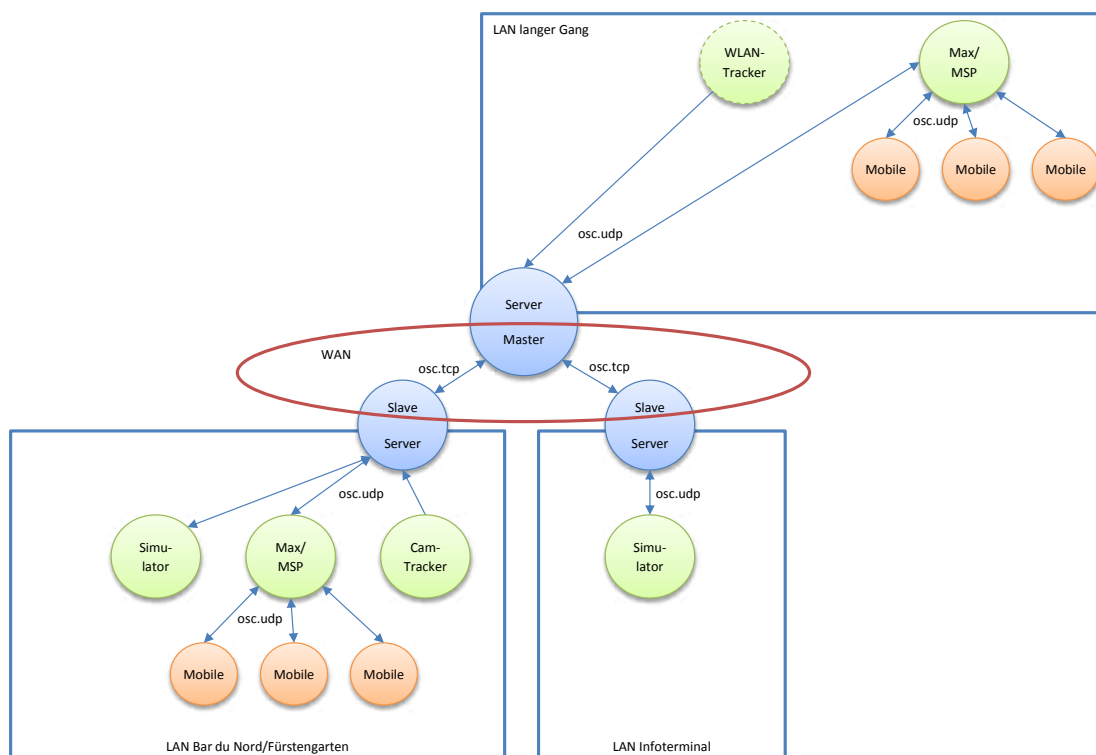 LAN langer Gang
WLAN-
Tracker
Max/
MSP
osc.udp
Mobile
Mobile
Mobile
osc.udp
Server
Master
WAN
osc.tcp
osc.tcp
Slave
Server
Slave
Server
osc.udp
osc.udp
Simu-
lator
Max/
MSP
Cam-
Tracker
Simu-
lator
osc.udp
Mobile
Mobile
Mobile
LAN Bar du Nord/Fürstengarten
LAN Infoterminal